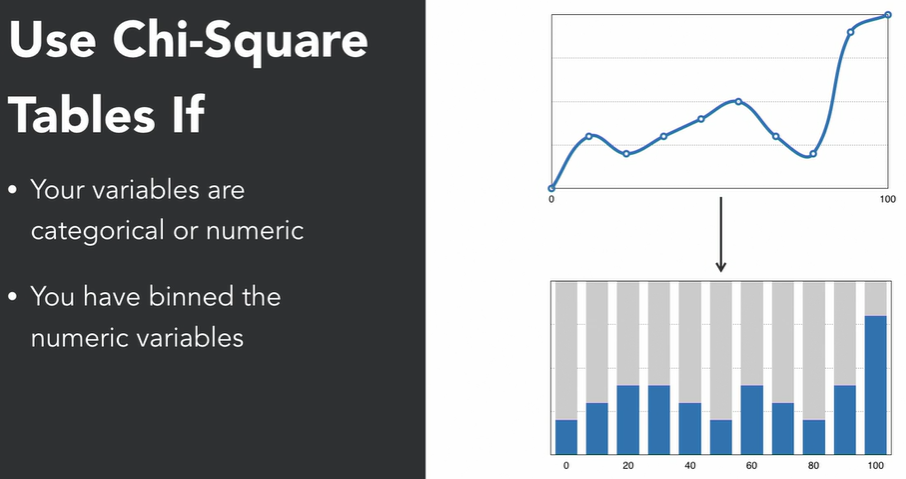 Use Chi-Square
Tables If
• Your variables are
categorical or numeric
• You have binned the
numeric variables
0 100
0 20 40 60 80 100